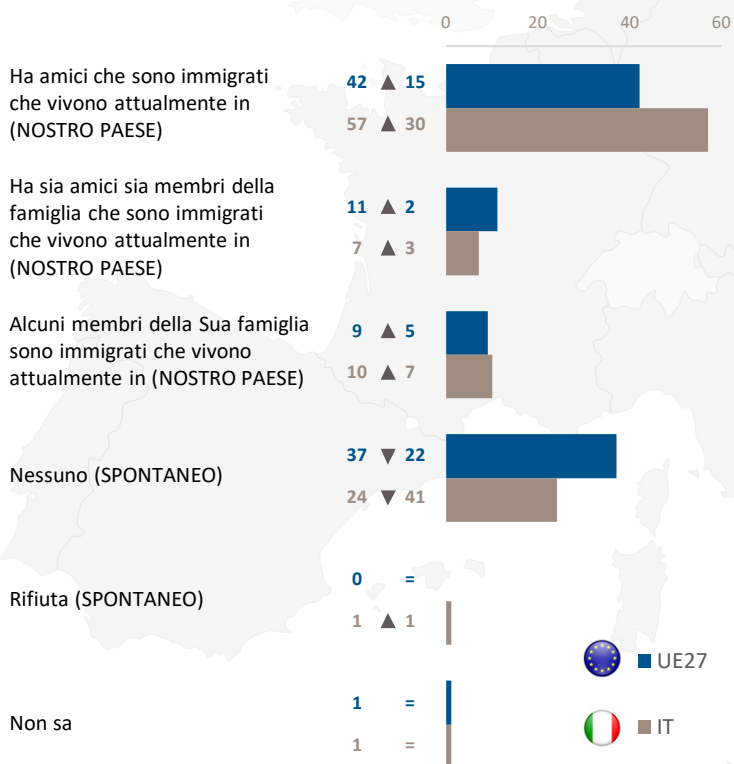 0 20 40 60
Ha amici che sono immigrati
che vivono attualmente in
(NOSTRO PAESE)
42 ▲ 15
57 ▲ 30
Ha sia amici sia membri della
famiglia che sono immigrati
che vivono attualmente in
(NOSTRO PAESE)
11 ▲ 2
7 ▲ 3
Alcuni membri della Sua famiglia
sono immigrati che vivono
attualmente in (NOSTRO PAESE)
9 ▲ 5
10 ▲ 7
Nessuno (SPONTANEO)
37 ▼ 22
24 ▼ 41
Rifiuta (SPONTANEO)
0 =
1 ▲ 1
Non sa
1 =
1 =
UE27
IT